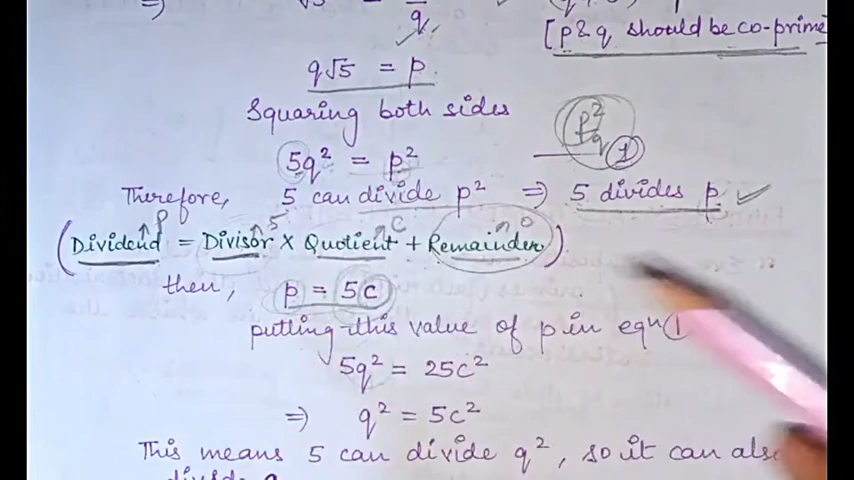 => √5 = p/q
[p & q should be co-prime]
q√5 = p
Squaring both sides
5q² = p² ——— ①
Therefore, 5 can divide p² => 5 divides p ✓
(Dividend = Divisor × Quotient + Remainder)
then, p = 5c
putting this value of p in eqn 1
5q² = 25c²
=> q² = 5c²
This means 5 can divide q², so it can also
divide q